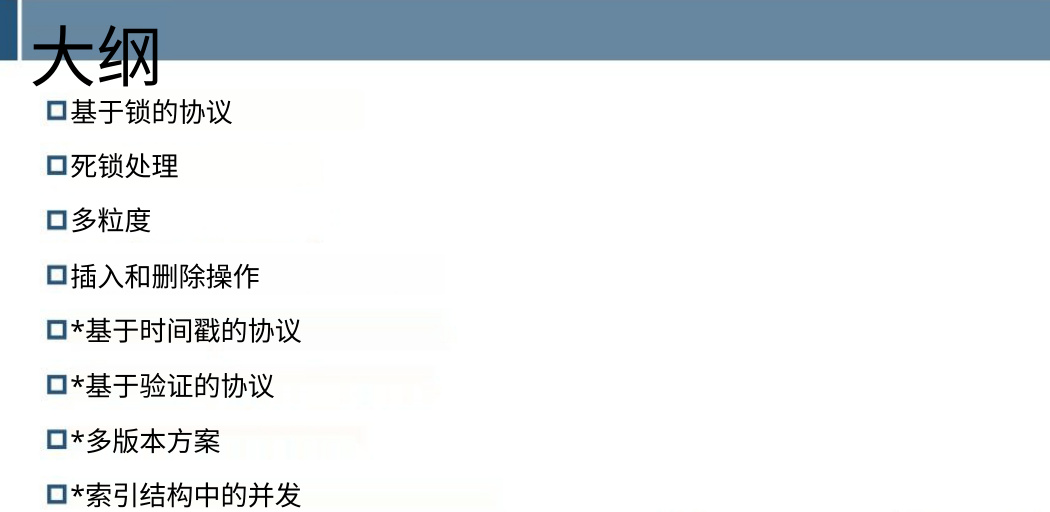 大纲
基于锁的协议
死锁处理
多粒度
插入和删除操作
*基于时间戳的协议
*基于验证的协议
*多版本方案
*索引结构中的并发